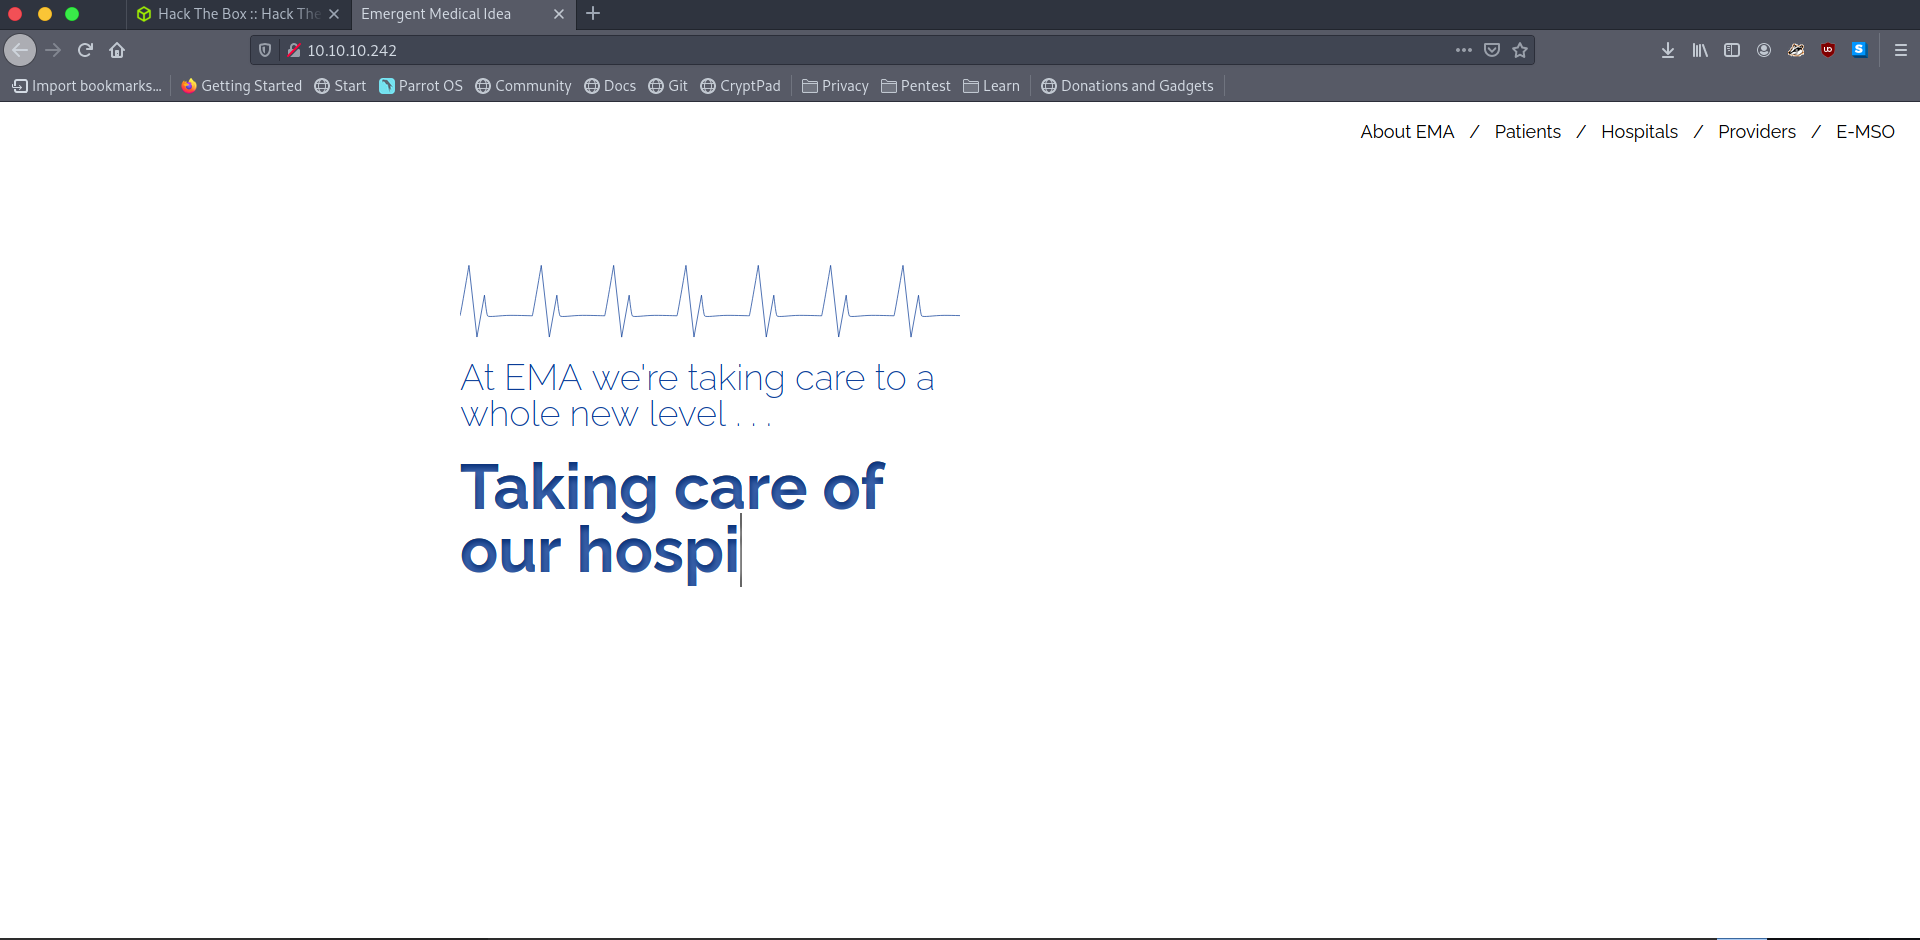 Hack The Box :: Hack The
Emergent Medical Idea
10.10.10.242
Import bookmarks... Getting Started Start Parrot OS Community Docs Git CryptPad Privacy Pentest Learn Donations and Gadgets
About EMA / Patients / Hospitals / Providers / E-MSO
At EMA we're taking care to a
whole new level . . .
Taking care of
our hospi